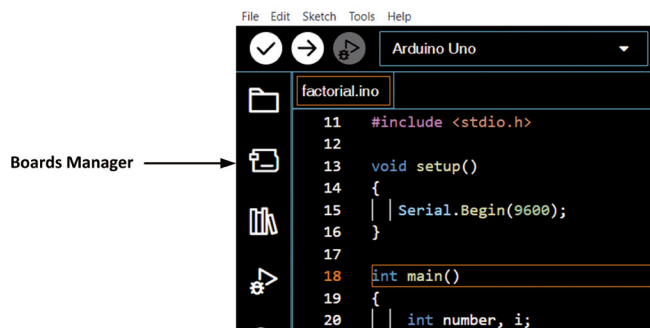 File Edit Sketch Tools Help
Arduino Uno
factorial.ino
11 #include <stdio.h>
12
Boards Manager
13 void setup()
14 {
15 Serial.Begin(9600);
16 }
17
18 int main()
19 {
20 int number, i;